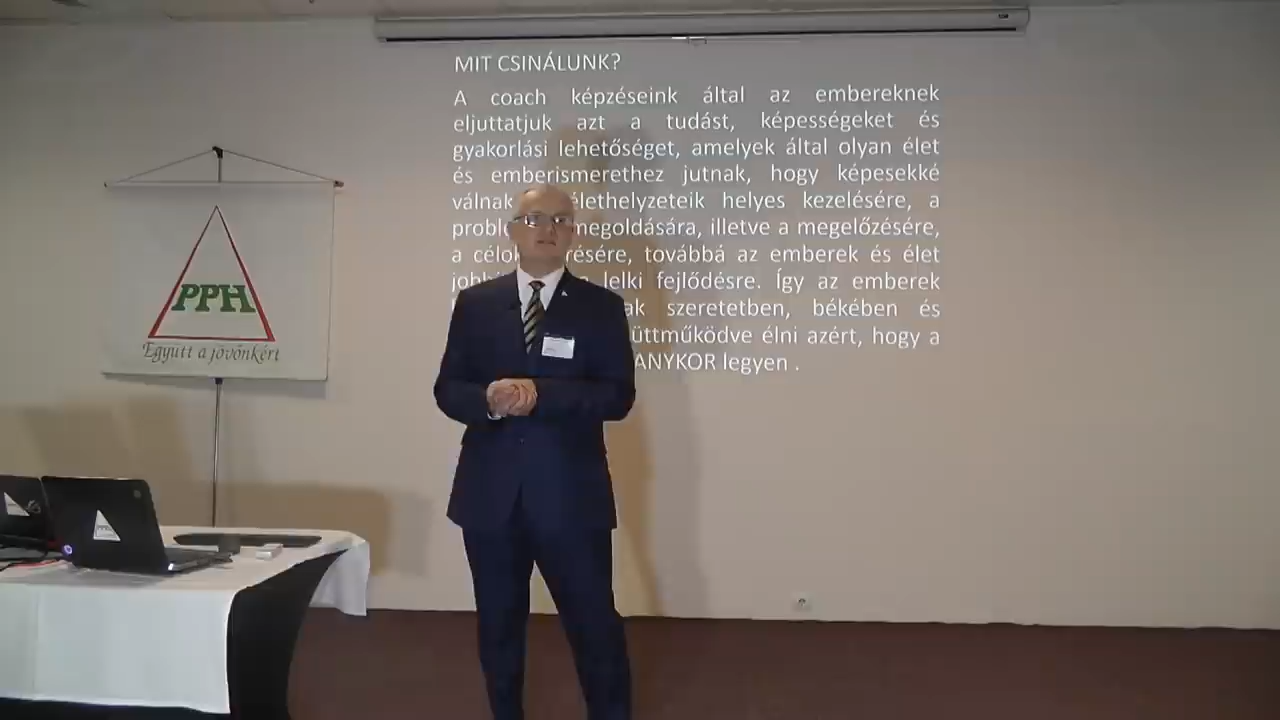 MIT CSINÁLUNK?
A coach képzéseink által az embereknek
eljuttatjuk azt a tudást, képességeket és
gyakorlási lehetőséget, amelyek által olyan élet
és emberismerethez jutnak, hogy képesekké
válnak élethelyzeteik helyes kezelésére, a
megoldására, illetve a megelőzésére,
a továbbá az emberek és élet
lelki fejlődésre. Így az emberek
szeretetben, békében és
élni azért, hogy a
legyen .
PPH
Együtt a jövőnkért